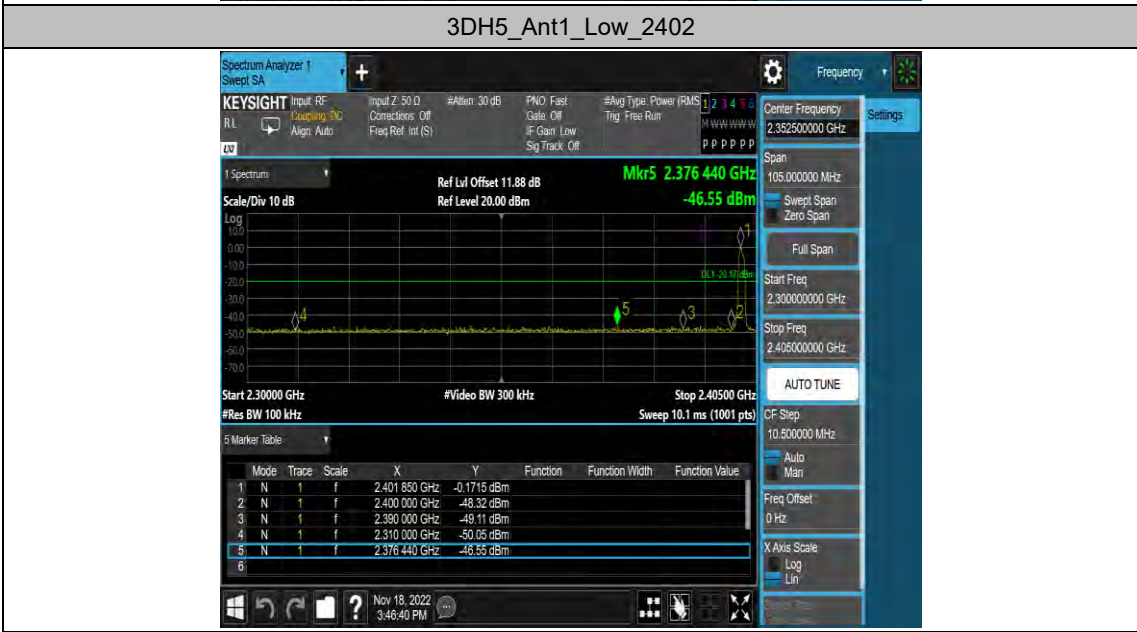 3DH5_Ant1_Low_2402
Spectrum Analyzer 1
Swept SA
+
Frequency
KEYSIGHT
RL
LXI
Input: RF
Coupling: DC
Align: Auto
Input Z: 50 Ω
Corrections: Off
Freq Ref: Int (S)
#Atten: 30 dB
PNO: Fast
Gate: Off
IF Gain: Low
Sig Track: Off
#Avg Type: Power (RMS
Trig: Free Run
1 2 3 4 5 6
M W W W W W
P P P P P P
Center Frequency
2.352500000 GHz
Settings
Span
105.000000 MHz
Swept Span
Zero Span
Full Span
Start Freq
2.300000000 GHz
Stop Freq
2.405000000 GHz
AUTO TUNE
CF Step
10.500000 MHz
Auto
Man
Freq Offset
0 Hz
X Axis Scale
Log
Lin
1 Spectrum
Scale/Div 10 dB
Ref Lvl Offset 11.88 dB
Ref Level 20.00 dBm
Mkr5 2.376 440 GHz
-46.55 dBm
Log
10.0
0.00
-10.0
-20.0
-30.0
-40.0
-50.0
-60.0
-70.0
1
DL1 -20.17 dBm
4
5
3
2
Start 2.30000 GHz
#Video BW 300 kHz
Stop 2.40500 GHz
#Res BW 100 kHz
Sweep 10.1 ms (1001 pts)
5 Marker Table
Mode Trace Scale X Y Function Function Width Function Value
1 N 1 f 2.401 850 GHz -0.1715 dBm
2 N 1 f 2.400 000 GHz -48.32 dBm
3 N 1 f 2.390 000 GHz -49.11 dBm
4 N 1 f 2.310 000 GHz -50.05 dBm
5 N 1 f 2.376 440 GHz -46.55 dBm
6
?
Nov 18, 2022
3:46:40 PM